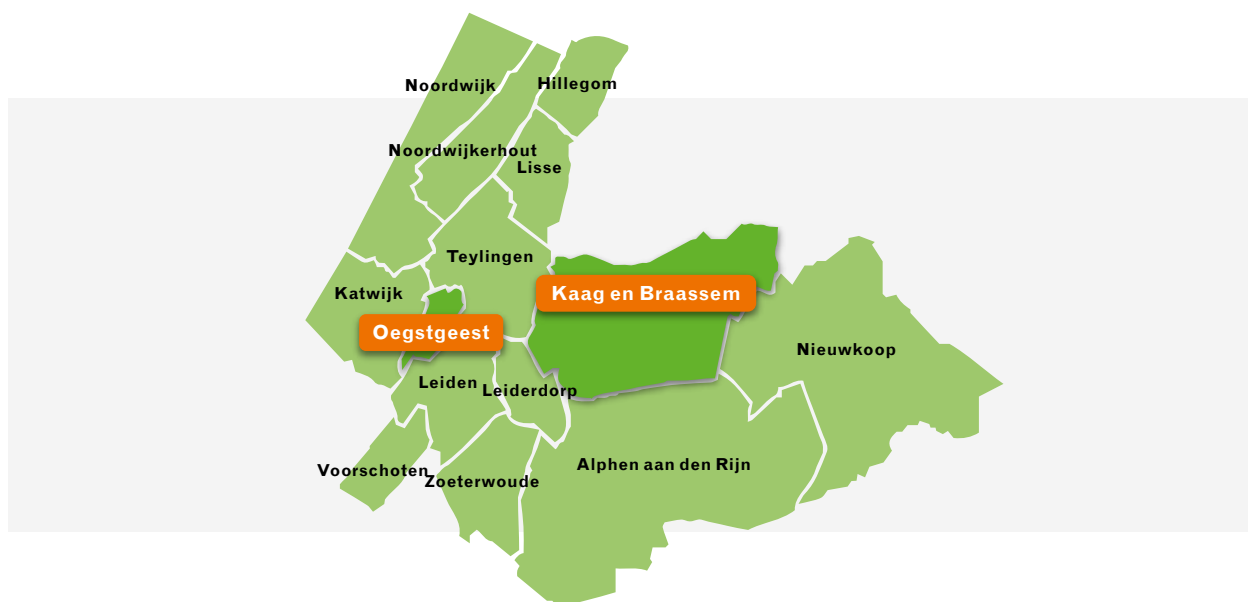 Noordwijk
Hillegom
Noordwijkerhout
Lisse
Teylingen
Katwijk
Kaag en Braassem
Oegstgeest
Nieuwkoop
Leiden
Leiderdorp
Alphen aan den Rijn
Voorschoten
Zoeterwoude